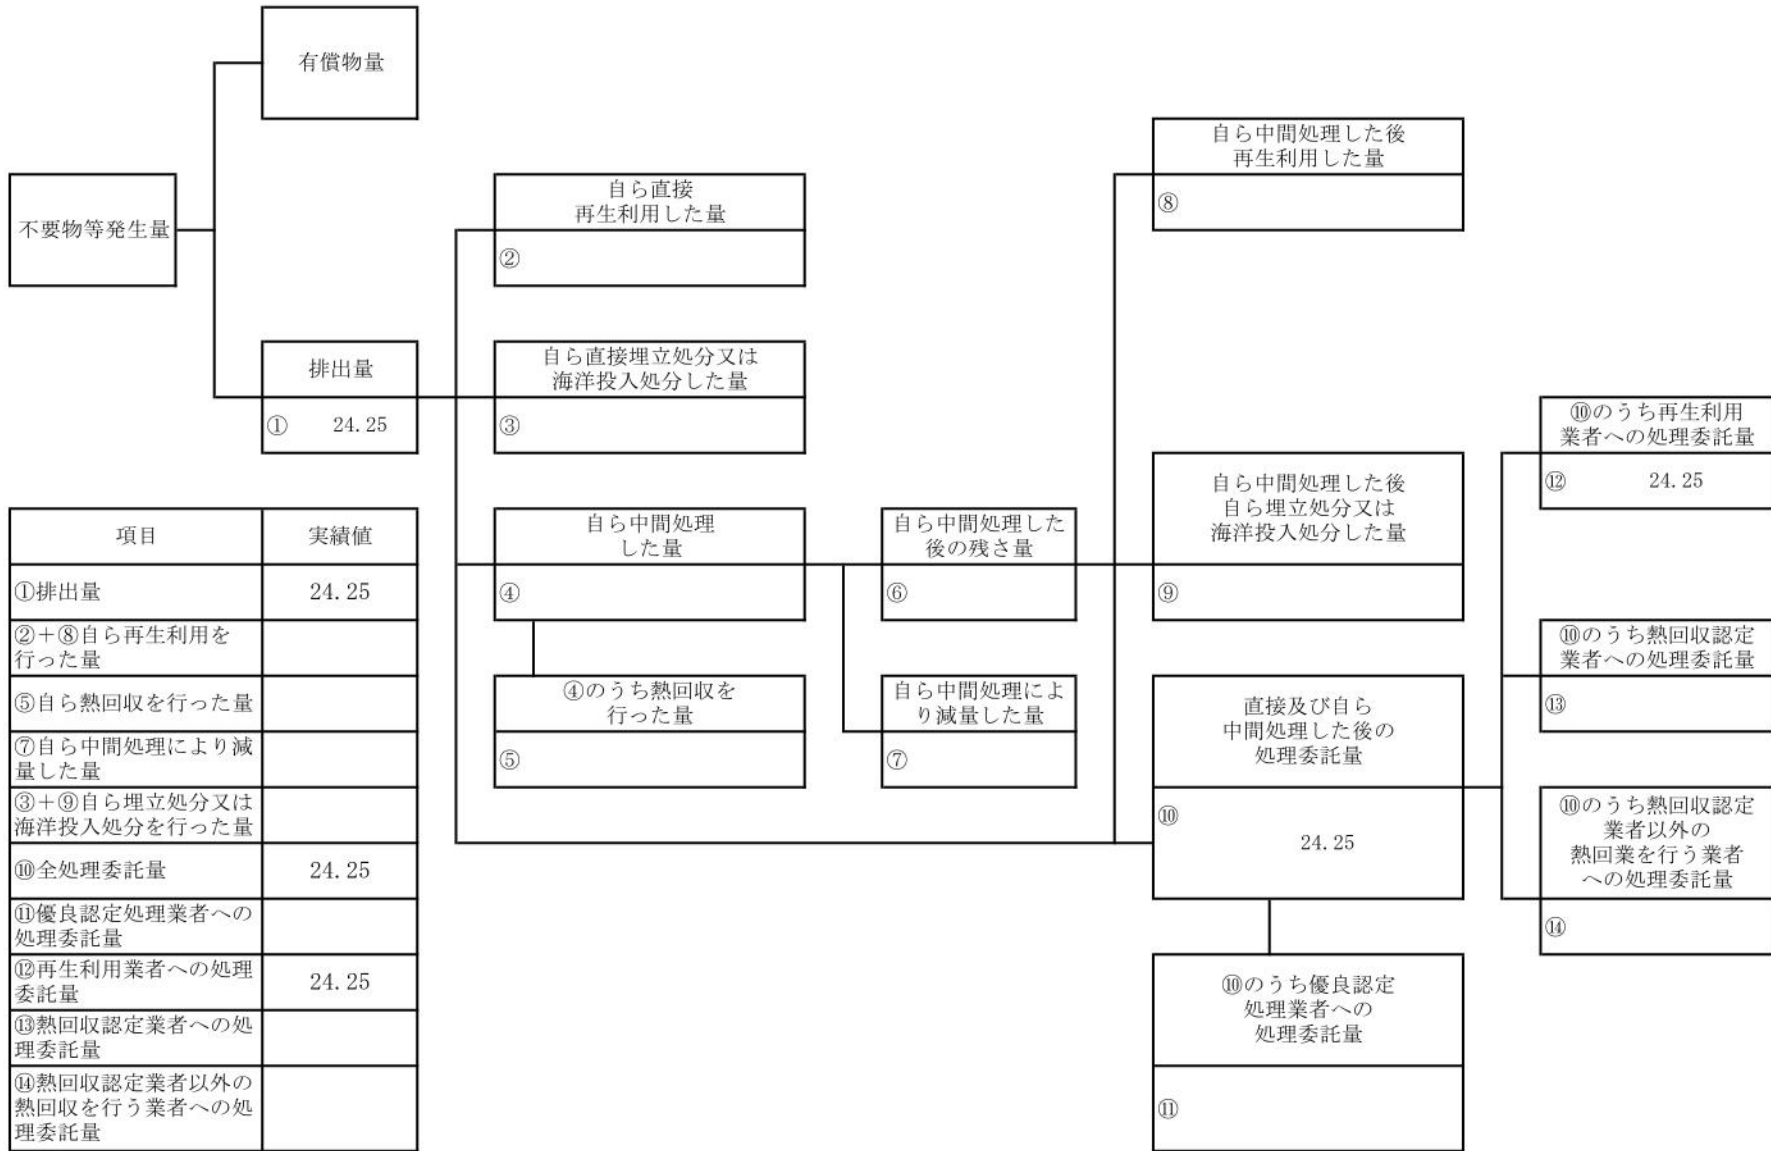 有償物量
不要物等発生量
排出量
① 24.25
自ら直接
再生利用した量
②
自ら直接埋立処分又は
海洋投入処分した量
③
自ら中間処理
した量
④
④のうち熱回収を
行った量
⑤
自ら中間処理した
後の残さ量
⑥
自ら中間処理によ
り減量した量
⑦
自ら中間処理した後
再生利用した量
⑧
自ら中間処理した後
自ら埋立処分又は
海洋投入処分した量
⑨
直接及び自ら
中間処理した後の
処理委託量
⑩
24.25
⑩のうち優良認定
処理業者への
処理委託量
⑪
⑩のうち再生利用
業者への処理委託量
⑫ 24.25
⑩のうち熱回収認定
業者への処理委託量
⑬
⑩のうち熱回収認定
業者以外の
熱回業を行う業者
への処理委託量
⑭
項目 実績値
①排出量 24.25
②＋⑧自ら再生利用を
行った量
⑤自ら熱回収を行った量
⑦自ら中間処理により減
量した量
③＋⑨自ら埋立処分又は
海洋投入処分を行った量
⑩全処理委託量 24.25
⑪優良認定処理業者への
処理委託量
⑫再生利用業者への処理
委託量 24.25
⑬熱回収認定業者への処
理委託量
⑭熱回収認定業者以外の
熱回収を行う業者への処
理委託量